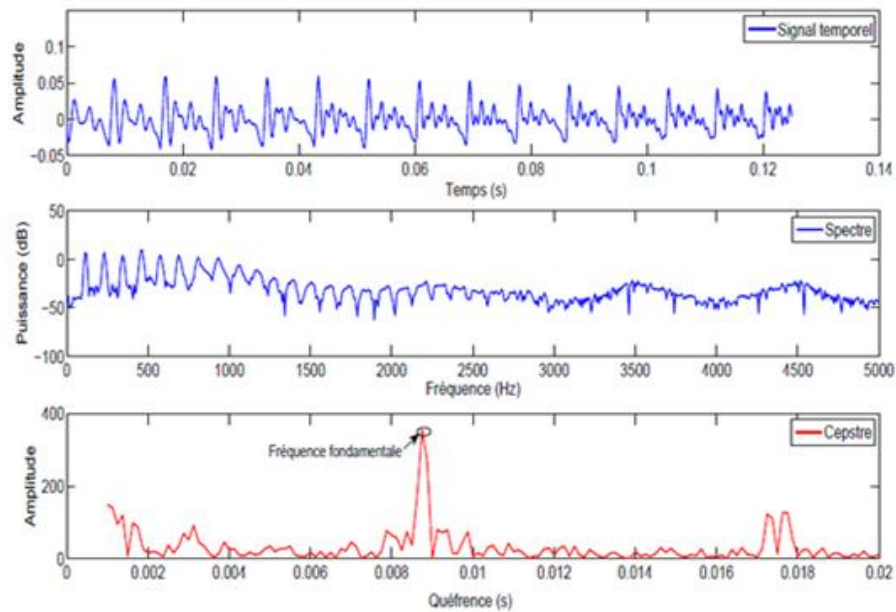 Amplitude
0.1
0.05
0
−0.05
Signal temporel
0 0.02 0.04 0.06 0.08 0.1 0.12 0.14
Temps (s)
Puissance (dB)
50
0
−50
−100
Spectre
0 500 1000 1500 2000 2500 3000 3500 4000 4500 5000
Fréquence (Hz)
Amplitude
400
200
0
Cepstre
Fréquence fondamentale
0 0.002 0.004 0.006 0.008 0.01 0.012 0.014 0.016 0.018 0.02
Quéfrence (s)